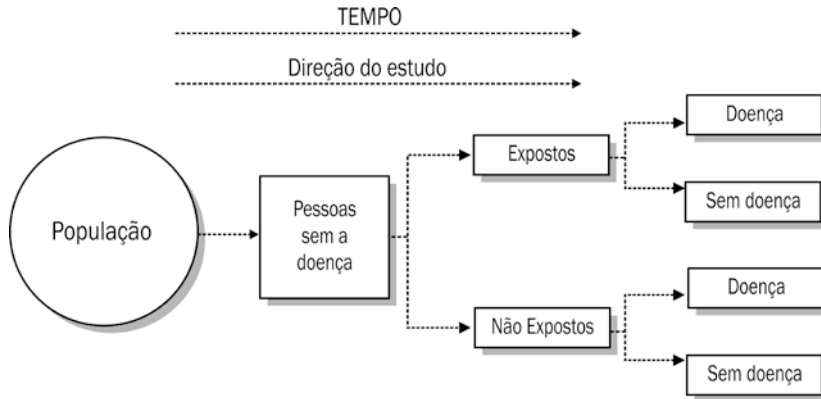 TEMPO
Direção do estudo
População
Pessoas
sem a
doença
Expostos
Não Expostos
Doença
Sem doença
Doença
Sem doença